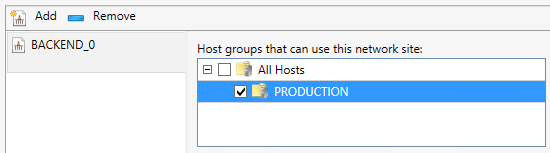 Add Remove
BACKEND_0
Host groups that can use this network site:
All Hosts
PRODUCTION